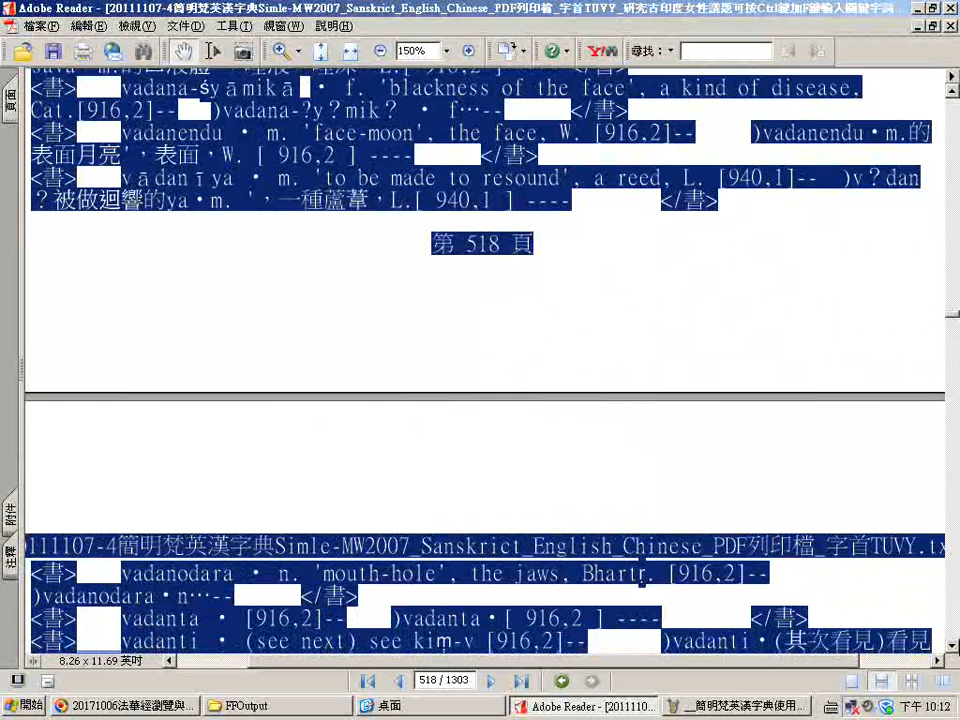 Adobe Reader - [20111107-4簡明梵英漢字典Simle-MW2007_Sanskrict_English_Chinese_PDF列印檔_字首TUVY_研究古印度女性議題可按Ctrl鍵加F鍵輸入關鍵字詞
檔案(F) 編輯(E) 檢視(V) 文件(D) 工具(T) 視窗(W) 說明(H)
150% 尋找：
頁面
L.
<書> vadana-śyāmikā • f. 'blackness of the face', a kind of disease,
Cat.[916,2]-- )vadana-?y？mik？ • f…-- </書>
<書> vadanendu • m. 'face-moon', the face, W. [916,2]-- )vadanendu•m.的
表面月亮'，表面，W. [ 916,2 ] ---- </書>
<書> vādanīya • m. 'to be made to resound', a reed, L. [940,1]-- )v？dan
？被做迴響的ya•m. '，一種蘆葦，L.[ 940,1 ] ---- </書>
第 518 頁
附件
注釋
0111107-4簡明梵英漢字典Simle-MW2007_Sanskrict_English_Chinese_PDF列印檔_字首TUVY.tx
<書> vadanodara • n. 'mouth-hole', the jaws, Bhartṛ. [916,2]--
)vadanodara•n…-- </書>
<書> vadanta • [916,2]-- )vadanta•[ 916,2 ] ---- </書>
<書> vadanti • (see next) see kiṃ-v [916,2]-- )vadanti•(其次看見)看見
8.26 x 11.69 英吋
518 / 1303
開始 20171006法華經瀏覽與... FFOutput 桌面 Adobe Reader - [2011110... __簡明梵英字典使用... 下午 10:12